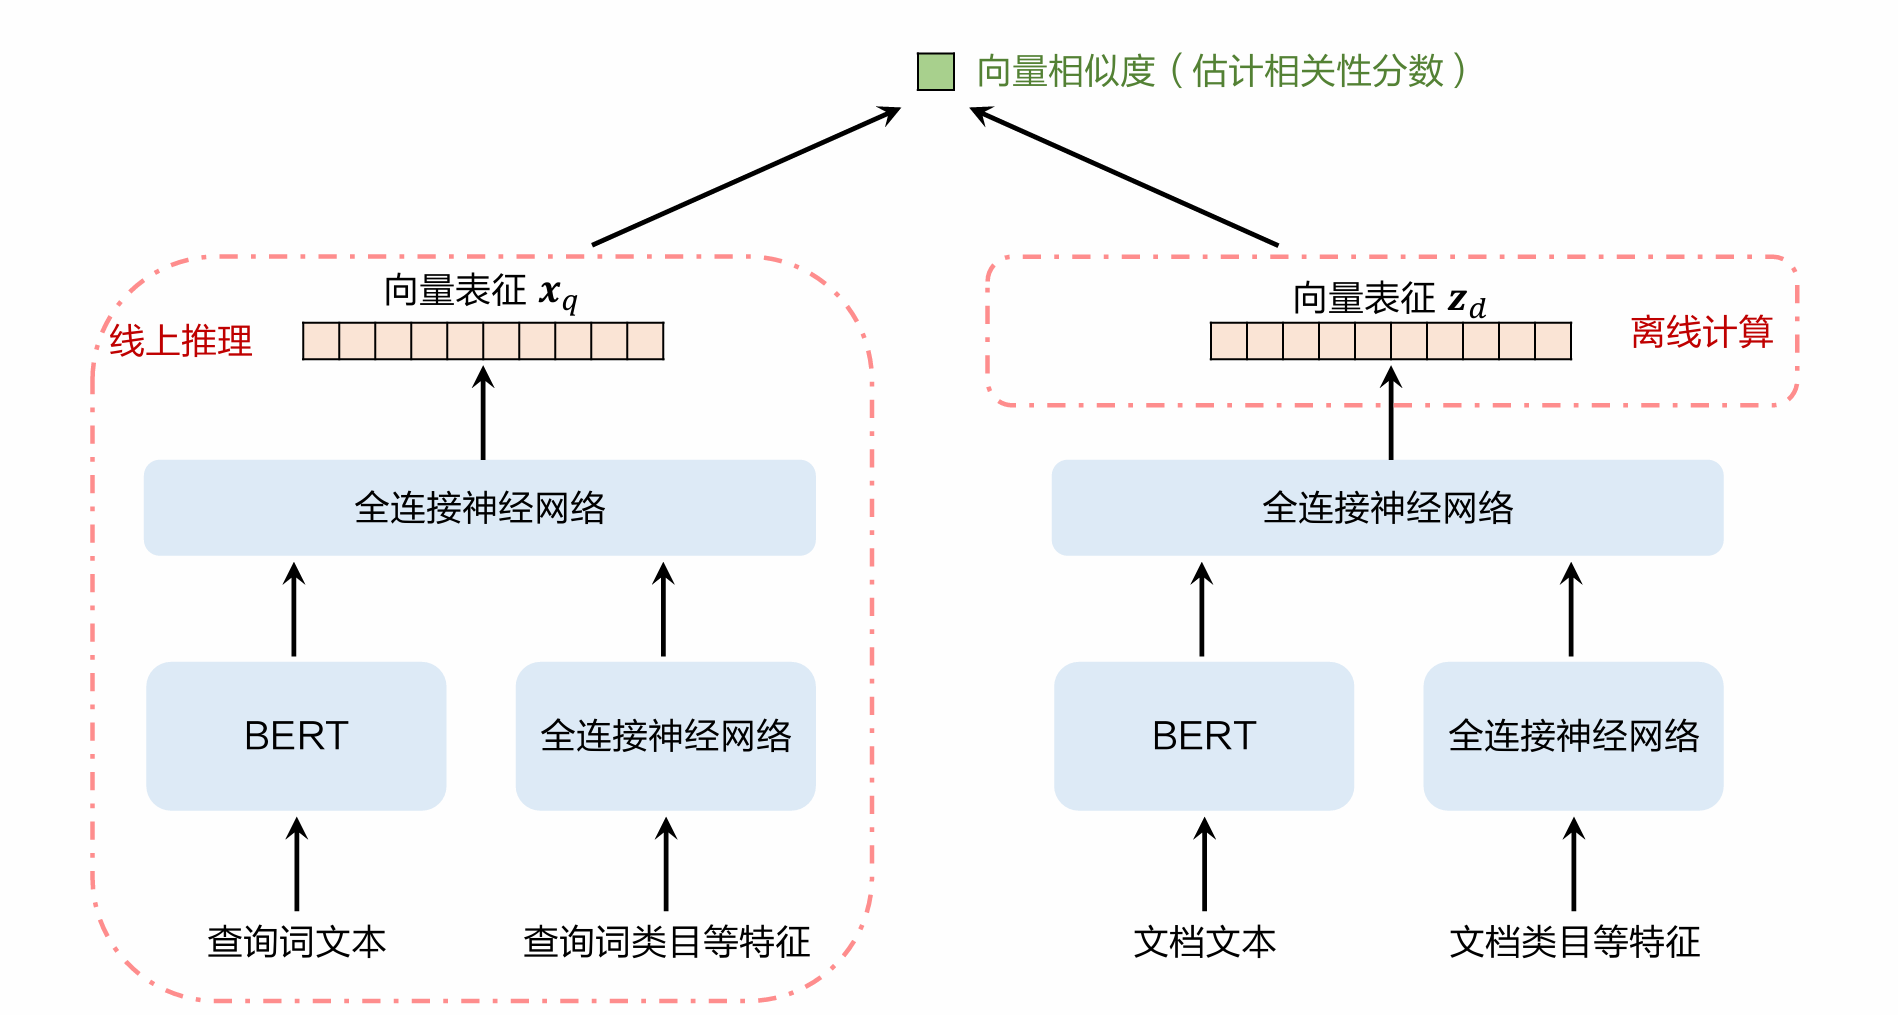 向量相似度（估计相关性分数）
向量表征 x_q
线上推理
向量表征 z_d
离线计算
全连接神经网络
全连接神经网络
BERT
全连接神经网络
BERT
全连接神经网络
查询词文本
查询词类目等特征
文档文本
文档类目等特征